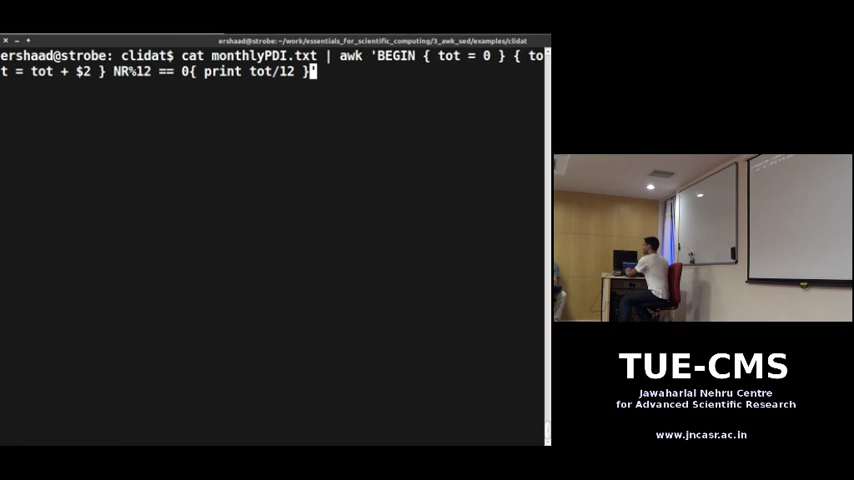 ershaad@strobe: ~/work/essentials_for_scientific_computing/3_awk_sed/examples/clidat
ershaad@strobe: clidat$ cat monthlyPDI.txt | awk 'BEGIN { tot = 0 } { to
t = tot + $2 } NR%12 == 0{ print tot/12 }'
TUE-CMS
Jawaharlal Nehru Centre
for Advanced Scientific Research
www.jncasr.ac.in